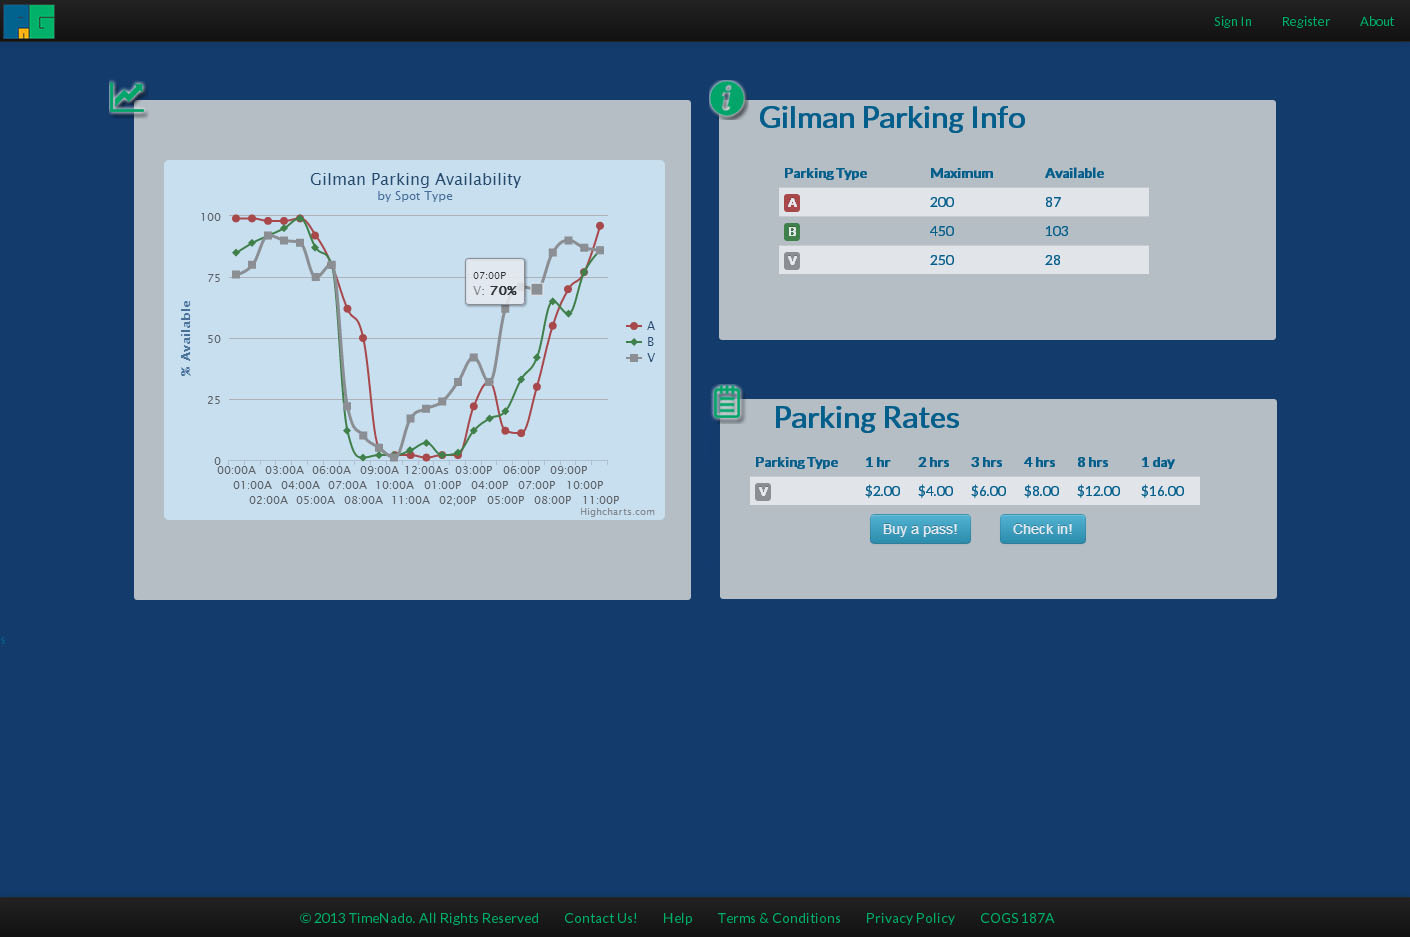 Sign In Register About
Gilman Parking Availability
by Spot Type
100
75
50
25
0
% Available
07:00P
V: 70%
A
B
V
00:00A 03:00A 06:00A 09:00A 12:00As 03:00P 06:00P 09:00P
01:00A 04:00A 07:00A 10:00A 01:00P 04:00P 07:00P 10:00P
02:00A 05:00A 08:00A 11:00A 02;00P 05:00P 08:00P 11:00P
Highcharts.com
Gilman Parking Info
Parking Type Maximum Available
A 200 87
B 450 103
V 250 28
Parking Rates
Parking Type 1 hr 2 hrs 3 hrs 4 hrs 8 hrs 1 day
V $2.00 $4.00 $6.00 $8.00 $12.00 $16.00
Buy a pass! Check in!
s
© 2013 TimeNado. All Rights Reserved Contact Us! Help Terms & Conditions Privacy Policy COGS 187A